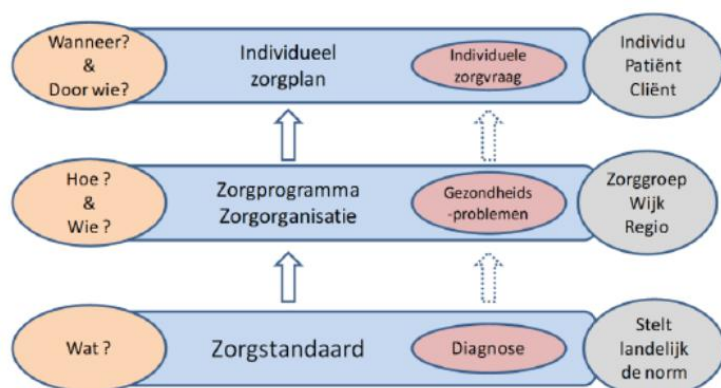 Wanneer?
&
Door wie?
Individueel
zorgplan
Individuele
zorgvraag
Individu
Patiënt
Cliënt
Hoe ?
&
Wie ?
Zorgprogramma
Zorgorganisatie
Gezondheids
-problemen
Zorggroep
Wijk
Regio
Wat ?
Zorgstandaard
Diagnose
Stelt
landelijk
de norm